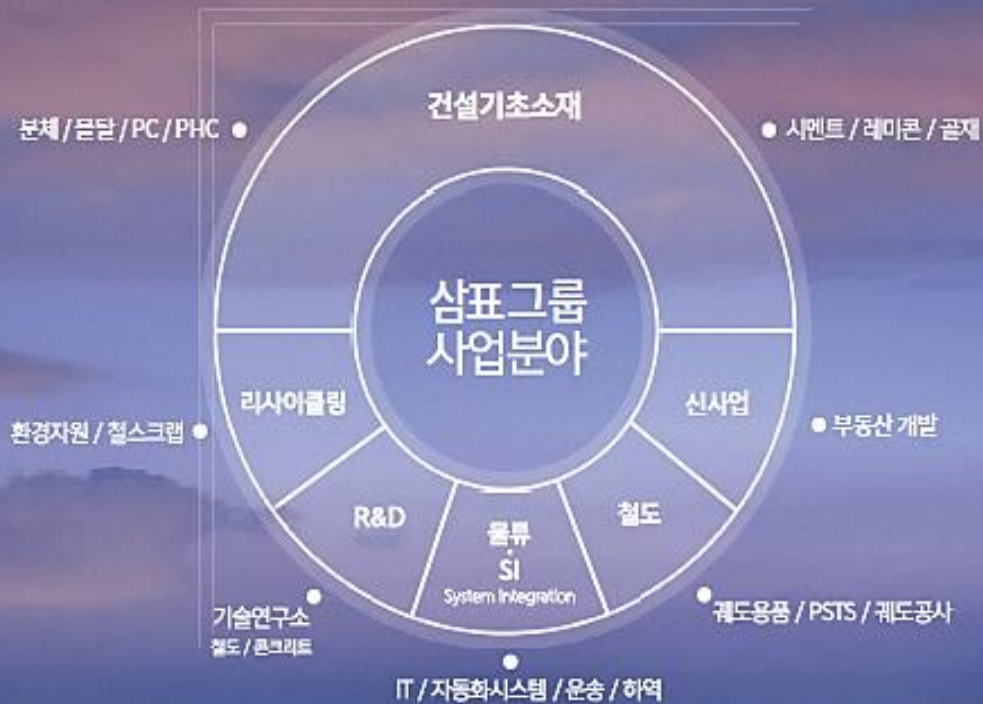 건설기초소재
분체 / 몰탈 / PC / PHC
시멘트 / 레미콘 / 골재
삼표그룹
사업분야
리사이클링
신사업
환경자원 / 철스크랩
부동산 개발
R&D
철도
물류
·
SI
System Integration
기술연구소
철도 / 콘크리트
궤도용품 / PSTS / 궤도공사
IT / 자동화시스템 / 운송 / 하역